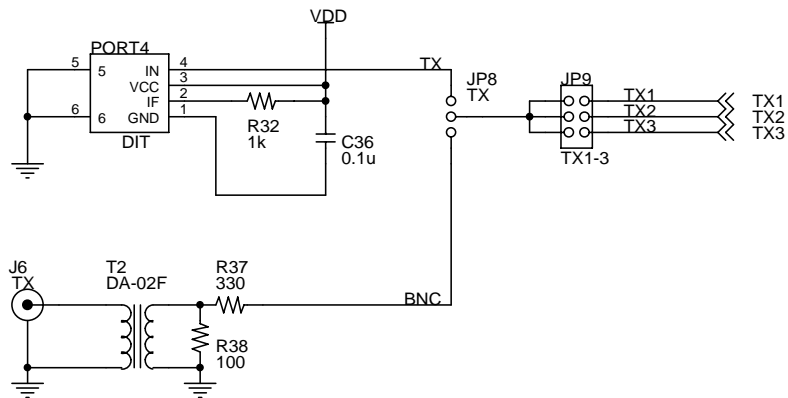 VDD
PORT4
5 5 IN 4
VCC 3
IF 2
6 6 GND 1
DIT
R32
1k
C36
0.1u
TX
JP8
TX
JP9
TX1 TX1
TX2 TX2
TX3 TX3
TX1-3
J6
TX
T2
DA-02F
R37
330
BNC
R38
100